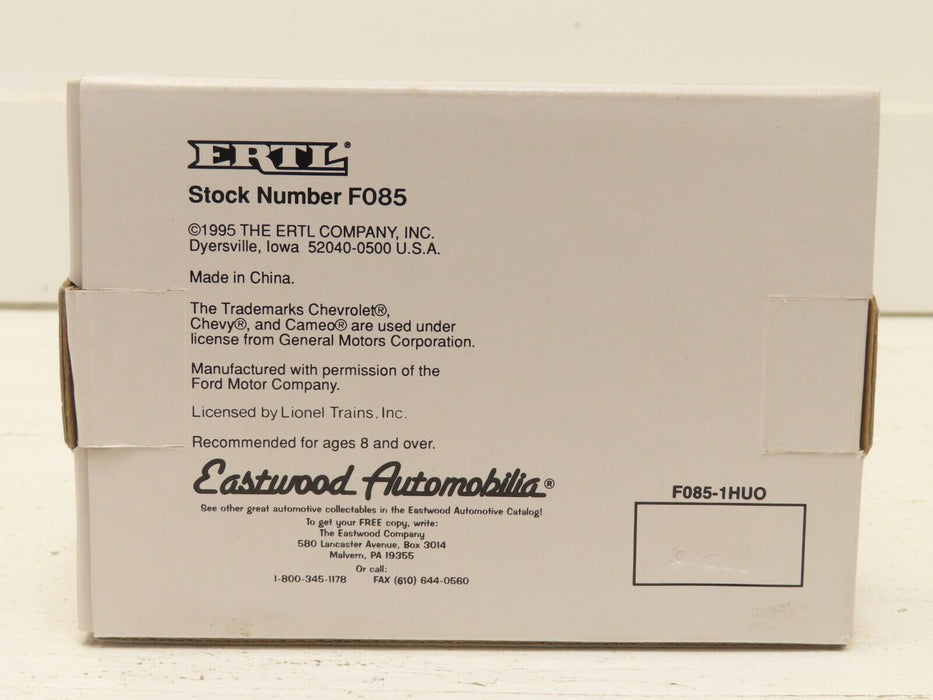 ERTL®
Stock Number F085
©1995 THE ERTL COMPANY, INC.
Dyersville, Iowa 52040-0500 U.S.A.
Made in China.
The Trademarks Chevrolet®,
Chevy®, and Cameo® are used under
license from General Motors Corporation.
Manufactured with permission of the
Ford Motor Company.
Licensed by Lionel Trains, Inc.
Recommended for ages 8 and over.
Eastwood Automobilia®
See other great automotive collectables in the Eastwood Automotive Catalog!
To get your FREE copy, write:
The Eastwood Company
580 Lancaster Avenue, Box 3014
Malvern, PA 19355
Or call:
1-800-345-1178 FAX (610) 644-0560
F085-1HUO